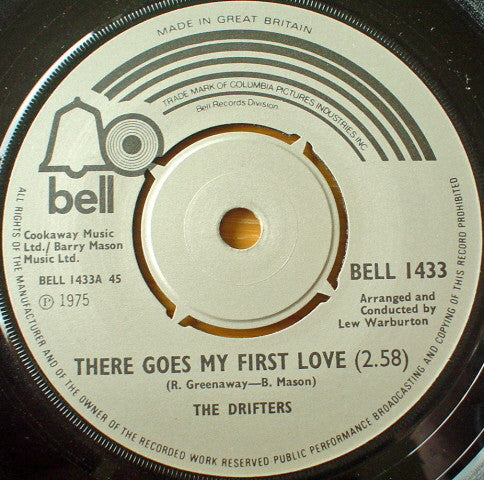 MADE IN GREAT BRITAIN
TRADE MARK OF COLUMBIA PICTURES INDUSTRIES INC
Bell Records Division
bell
Cookaway Music
Ltd./ Barry Mason
Music Ltd.
BELL 1433A 45
Ⓟ 1975
BELL 1433
Arranged and
Conducted by
Lew Warburton
THERE GOES MY FIRST LOVE (2.58)
(R. Greenaway—B. Mason)
THE DRIFTERS
ALL RIGHTS OF THE MANUFACTURER AND OF THE OWNER OF THE RECORDED WORK RESERVED PUBLIC PERFORMANCE BROADCASTING AND COPYING OF THIS RECORD PROHIBITED